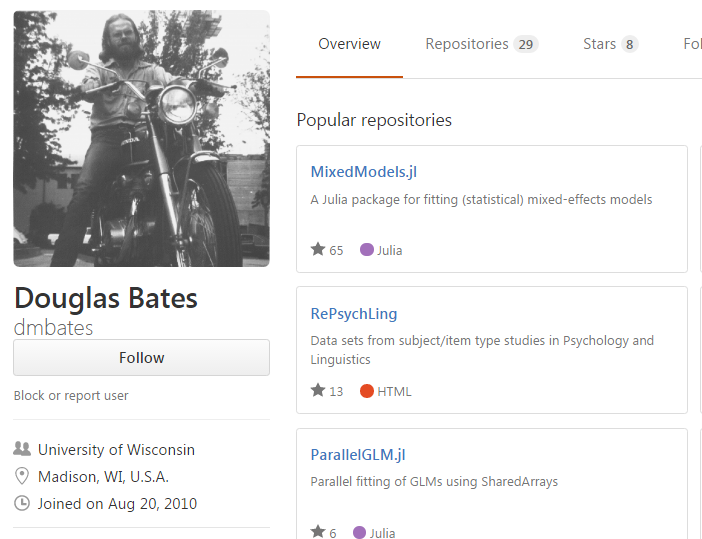 Overview
Repositories 29
Stars 8
Fol
Popular repositories
MixedModels.jl
A Julia package for fitting (statistical) mixed-effects models
65 Julia
RePsychLing
Data sets from subject/item type studies in Psychology and
Linguistics
13 HTML
ParallelGLM.jl
Parallel fitting of GLMs using SharedArrays
6 Julia
HONDA
Douglas Bates
dmbates
Follow
Block or report user
University of Wisconsin
Madison, WI, U.S.A.
Joined on Aug 20, 2010